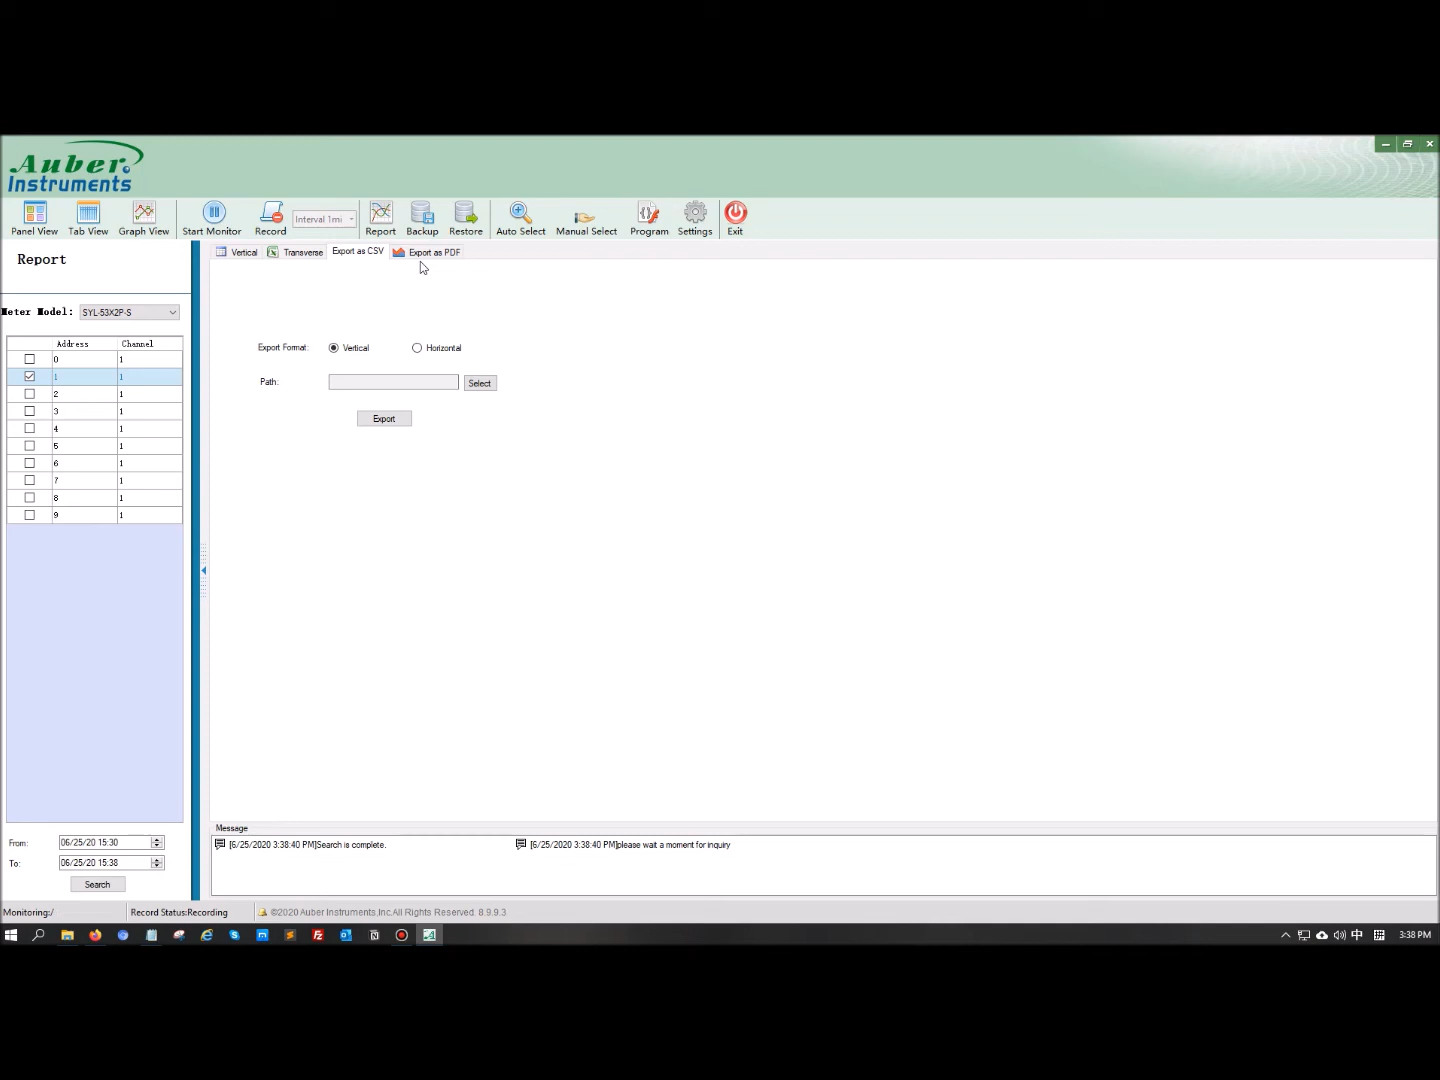 Auber
Instruments
Panel View
Tab View
Graph View
Start Monitor
Record
Interval 1mi
Report
Backup
Restore
Auto Select
Manual Select
Program
Settings
Exit
Report
Vertical
Transverse
Export as CSV
Export as PDF
Meter Model: SYL-53X2P-S
Address Channel
0 1
1 1
2 1
3 1
4 1
5 1
6 1
7 1
8 1
9 1
Export Format: Vertical Horizontal
Path: Select
Export
From: 06/25/20 15:30
To: 06/25/20 15:38
Search
Message
[6/25/2020 3:38:40 PM]Search is complete.
[6/25/2020 3:38:40 PM]please wait a moment for inquiry
Monitoring:/
Record Status:Recording
©2020 Auber Instruments,Inc.All Rights Reserved. 8.9.9.3
中
3:38 PM